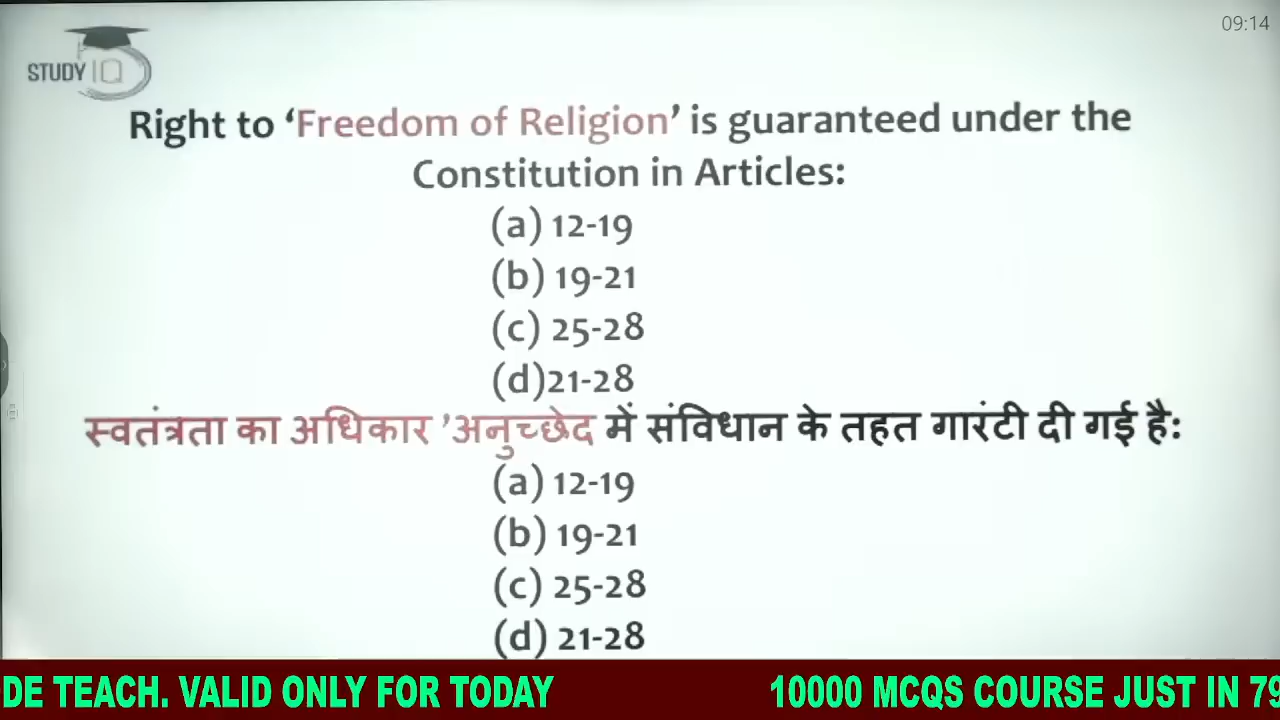 09:14
STUDY IQ
Right to ‘Freedom of Religion’ is guaranteed under the
Constitution in Articles:
(a) 12-19
(b) 19-21
(c) 25-28
(d)21-28
स्वतंत्रता का अधिकार ’अनुच्छेद में संविधान के तहत गारंटी दी गई है:
(a) 12-19
(b) 19-21
(c) 25-28
(d) 21-28
DE TEACH. VALID ONLY FOR TODAY 10000 MCQS COURSE JUST IN 79